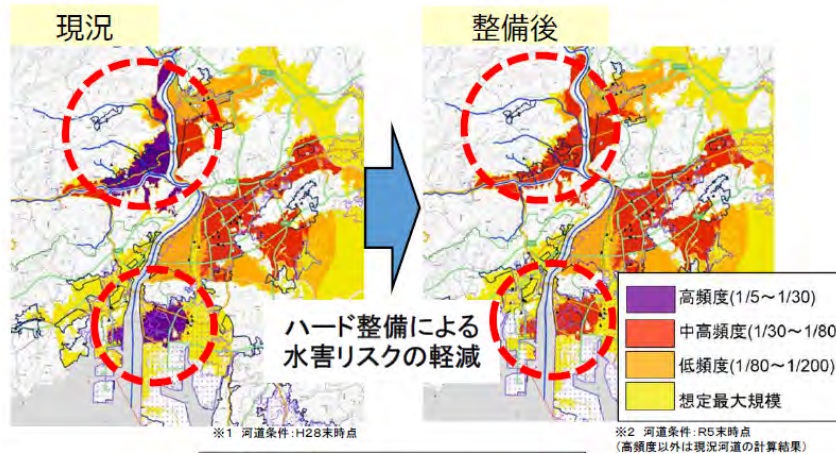 現況
整備後
ハード整備による
水害リスクの軽減
高頻度(1/5～1/30)
中高頻度(1/30～1/80
低頻度(1/80～1/200)
想定最大規模
※1 河道条件:H28末時点
※2 河道条件:R5末時点
(高頻度以外は現況河道の計算結果)